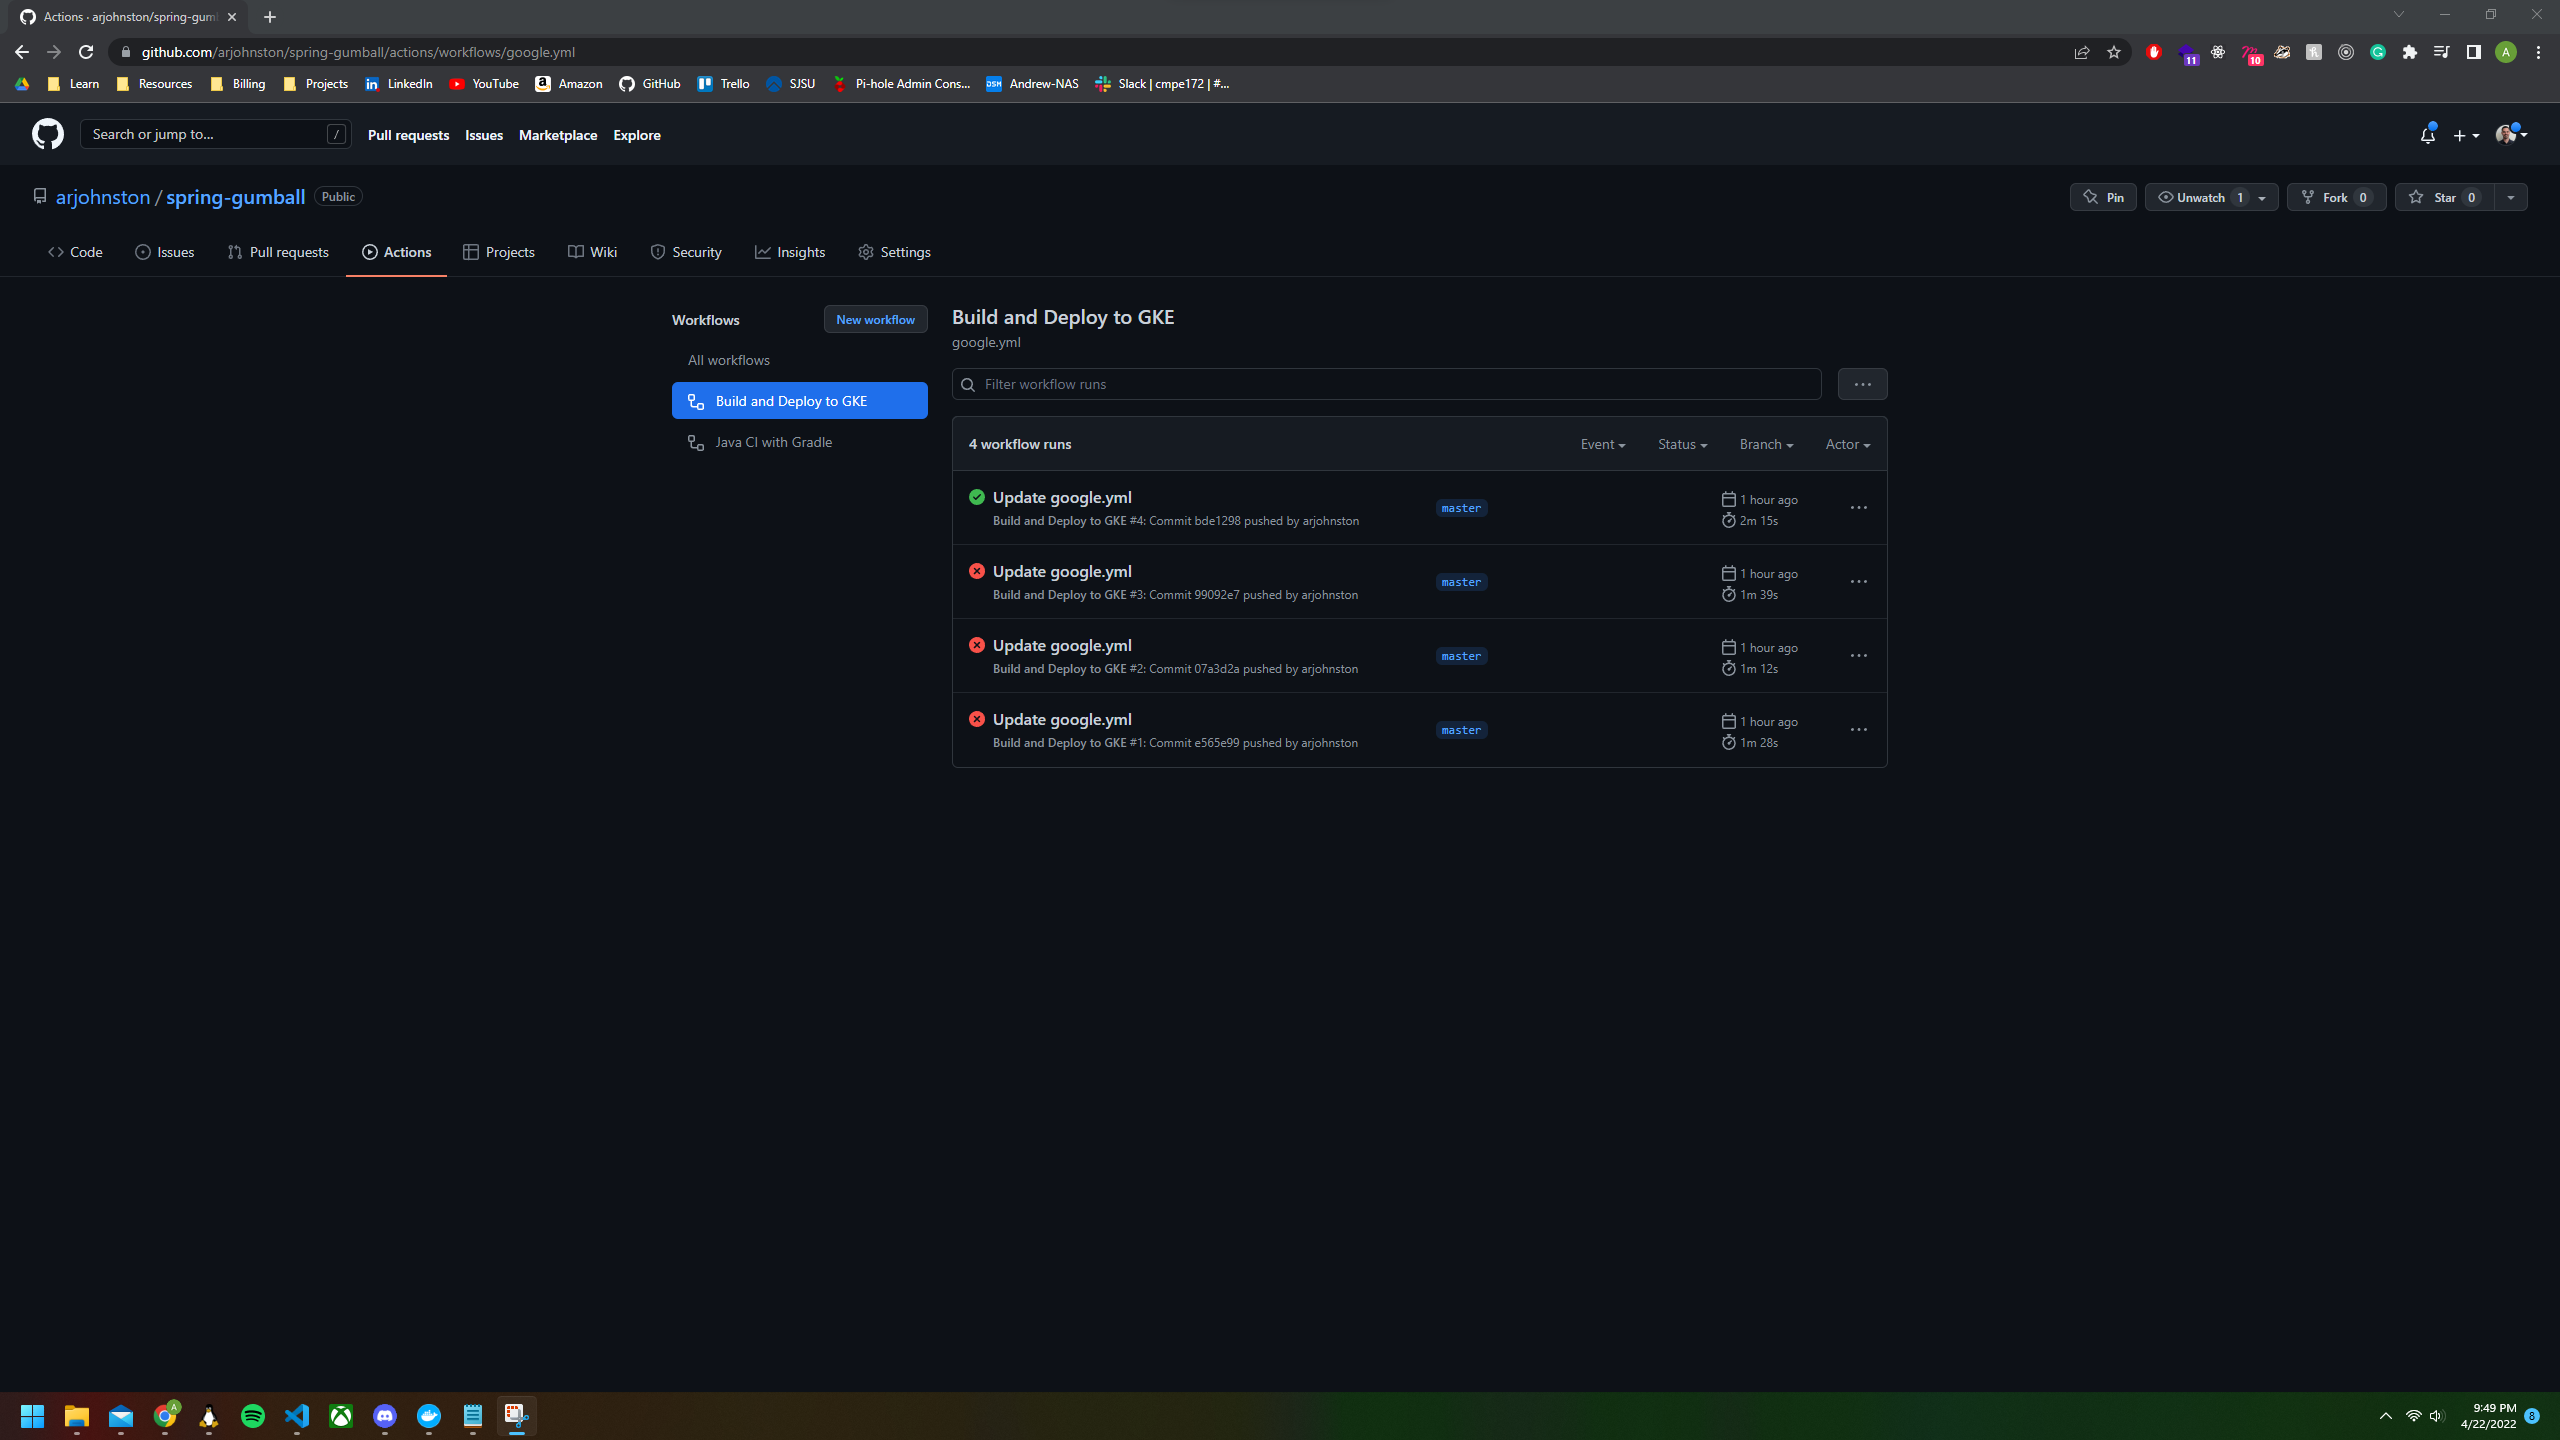 Actions · arjohnston/spring-gumb
github.com/arjohnston/spring-gumball/actions/workflows/google.yml
11
10
A
Learn Resources Billing Projects LinkedIn YouTube Amazon GitHub Trello SJSU Pi-hole Admin Cons... DSM Andrew-NAS Slack | cmpe172 | #...
Search or jump to... /
Pull requests Issues Marketplace Explore
arjohnston / spring-gumball Public
Pin Unwatch 1 Fork 0 Star 0
Code Issues Pull requests Actions Projects Wiki Security Insights Settings
Workflows
New workflow
All workflows
Build and Deploy to GKE
Java CI with Gradle
Build and Deploy to GKE
google.yml
Filter workflow runs
4 workflow runs Event Status Branch Actor
Update google.yml
Build and Deploy to GKE #4: Commit bde1298 pushed by arjohnston
master
1 hour ago
2m 15s
Update google.yml
Build and Deploy to GKE #3: Commit 99092e7 pushed by arjohnston
master
1 hour ago
1m 39s
Update google.yml
Build and Deploy to GKE #2: Commit 07a3d2a pushed by arjohnston
master
1 hour ago
1m 12s
Update google.yml
Build and Deploy to GKE #1: Commit e565e99 pushed by arjohnston
master
1 hour ago
1m 28s
A
9:49 PM
4/22/2022
8